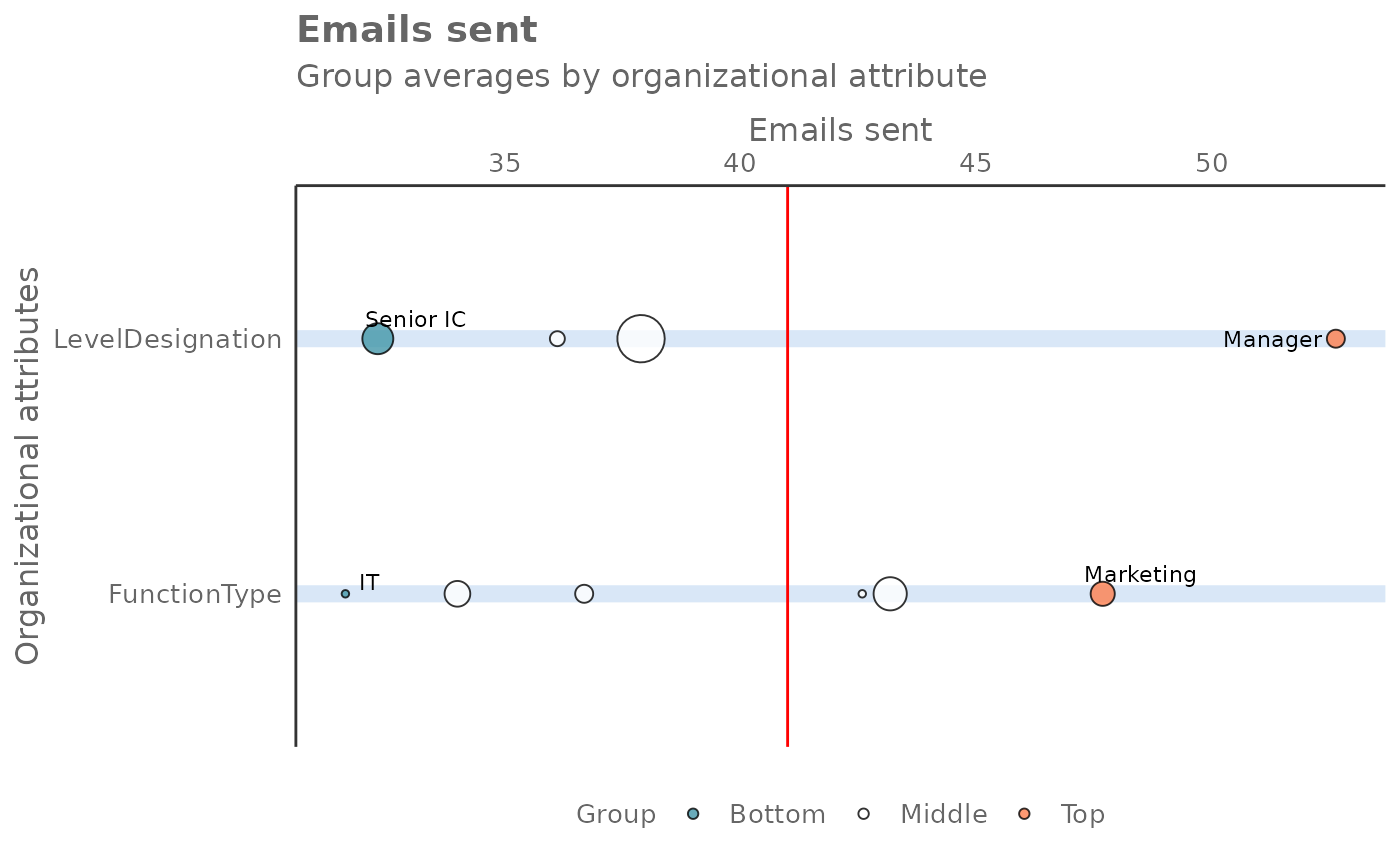 Emails sent
Group averages by organizational attribute
Emails sent
35 40 45 50
Organizational attributes
LevelDesignation
Senior IC
Manager
FunctionType
IT
Marketing
Group Bottom Middle Top